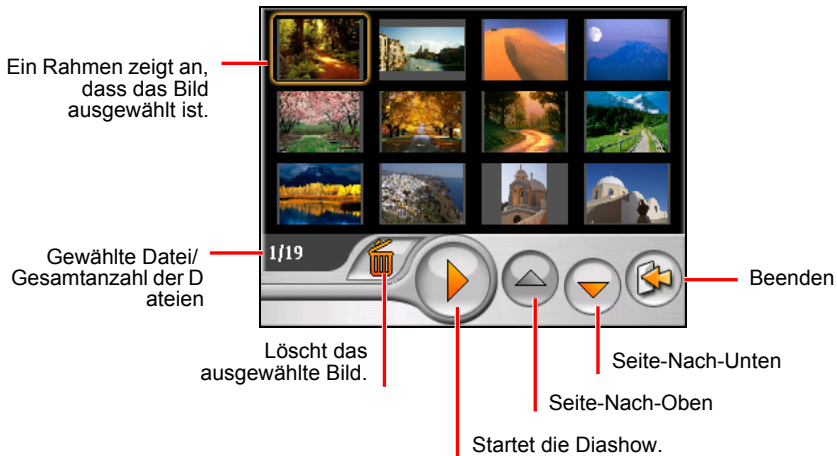 Ein Rahmen zeigt an,
dass das Bild
ausgewählt ist.
Gewählte Datei/
Gesamtanzahl der D
ateien
1/19
Beenden
Löscht das
ausgewählte Bild.
Seite-Nach-Unten
Seite-Nach-Oben
Startet die Diashow.